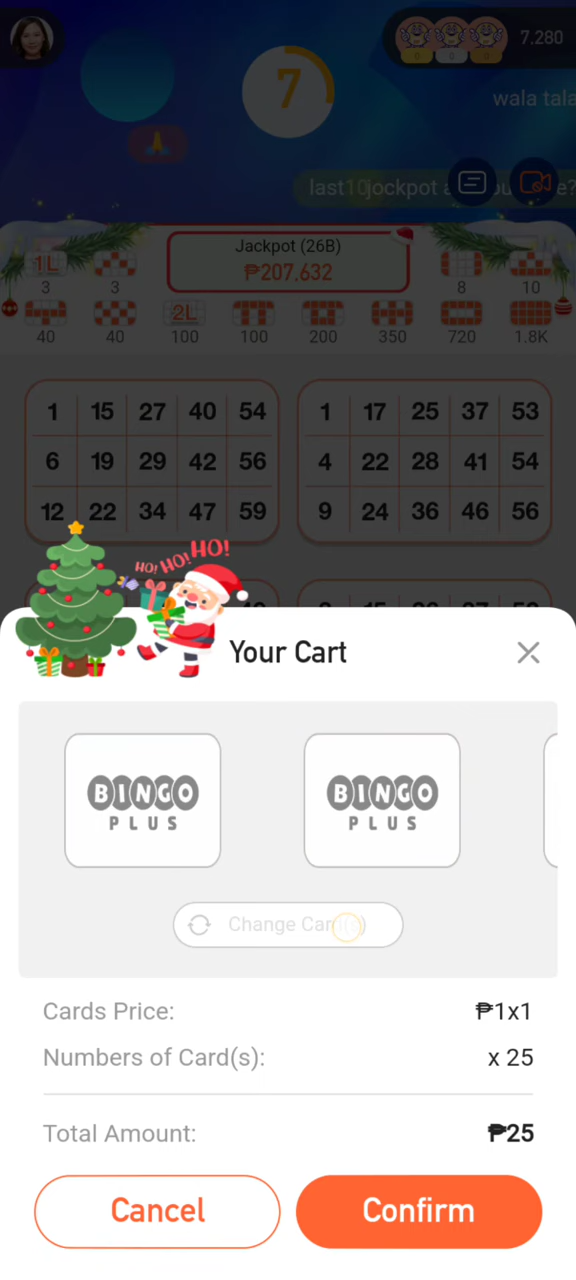 7
7.280
wala tala
last10jockpot a
e?
Jackpot (26B)
₱207,632
1L
3
3
8
10
2L
40
40
100
100
200
350
720
1.8K
1 15 27 40 54
6 19 29 42 56
12 22 34 47 59
1 17 25 37 53
4 22 28 41 54
9 24 36 46 56
HO! HO! HO!
Your Cart
BINGO
PLUS
BINGO
PLUS
Change Card(s)
Cards Price: ₱1x1
Numbers of Card(s): x 25
Total Amount: ₱25
Cancel
Confirm